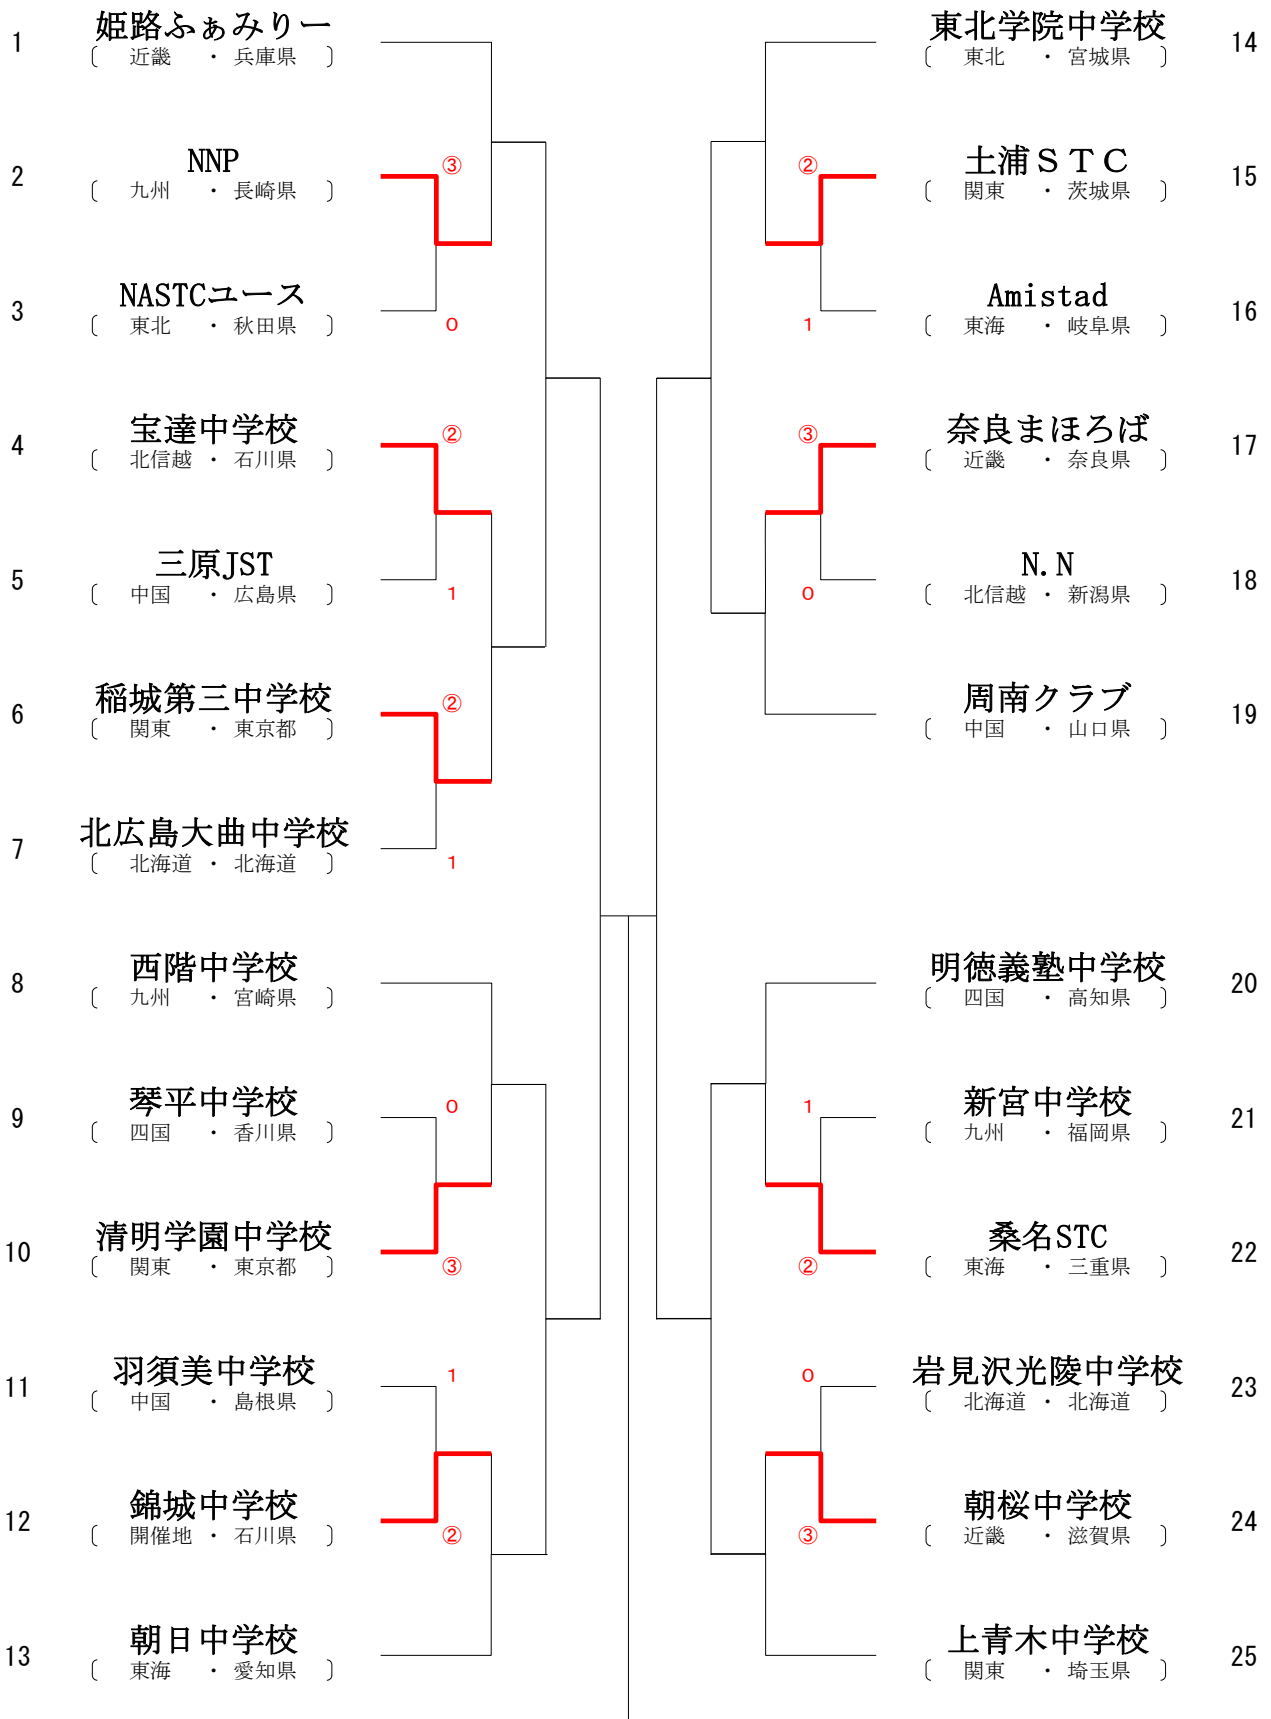 1 姫路ふぁみりー
〔 近畿 ・ 兵庫県 〕
2 NNP ③
〔 九州 ・ 長崎県 〕
3 NASTCユース
〔 東北 ・ 秋田県 〕 0
4 宝達中学校 ②
〔 北信越 ・ 石川県 〕
5 三原JST
〔 中国 ・ 広島県 〕 1
6 稲城第三中学校 ②
〔 関東 ・ 東京都 〕
7 北広島大曲中学校
〔 北海道 ・ 北海道 〕 1
8 西階中学校
〔 九州 ・ 宮崎県 〕
9 琴平中学校 0
〔 四国 ・ 香川県 〕
10 清明学園中学校
〔 関東 ・ 東京都 〕 ③
11 羽須美中学校 1
〔 中国 ・ 島根県 〕
12 錦城中学校
〔 開催地 ・ 石川県 〕 ②
13 朝日中学校
〔 東海 ・ 愛知県 〕
東北学院中学校 14
〔 東北 ・ 宮城県 〕
② 土浦ＳＴＣ 15
〔 関東 ・ 茨城県 〕
Amistad 16
1 〔 東海 ・ 岐阜県 〕
③ 奈良まほろば 17
〔 近畿 ・ 奈良県 〕
N.N 18
0 〔 北信越 ・ 新潟県 〕
周南クラブ 19
〔 中国 ・ 山口県 〕
明徳義塾中学校 20
〔 四国 ・ 高知県 〕
1 新宮中学校 21
〔 九州 ・ 福岡県 〕
桑名STC 22
② 〔 東海 ・ 三重県 〕
0 岩見沢光陵中学校 23
〔 北海道 ・ 北海道 〕
朝桜中学校 24
③ 〔 近畿 ・ 滋賀県 〕
上青木中学校 25
〔 関東 ・ 埼玉県 〕